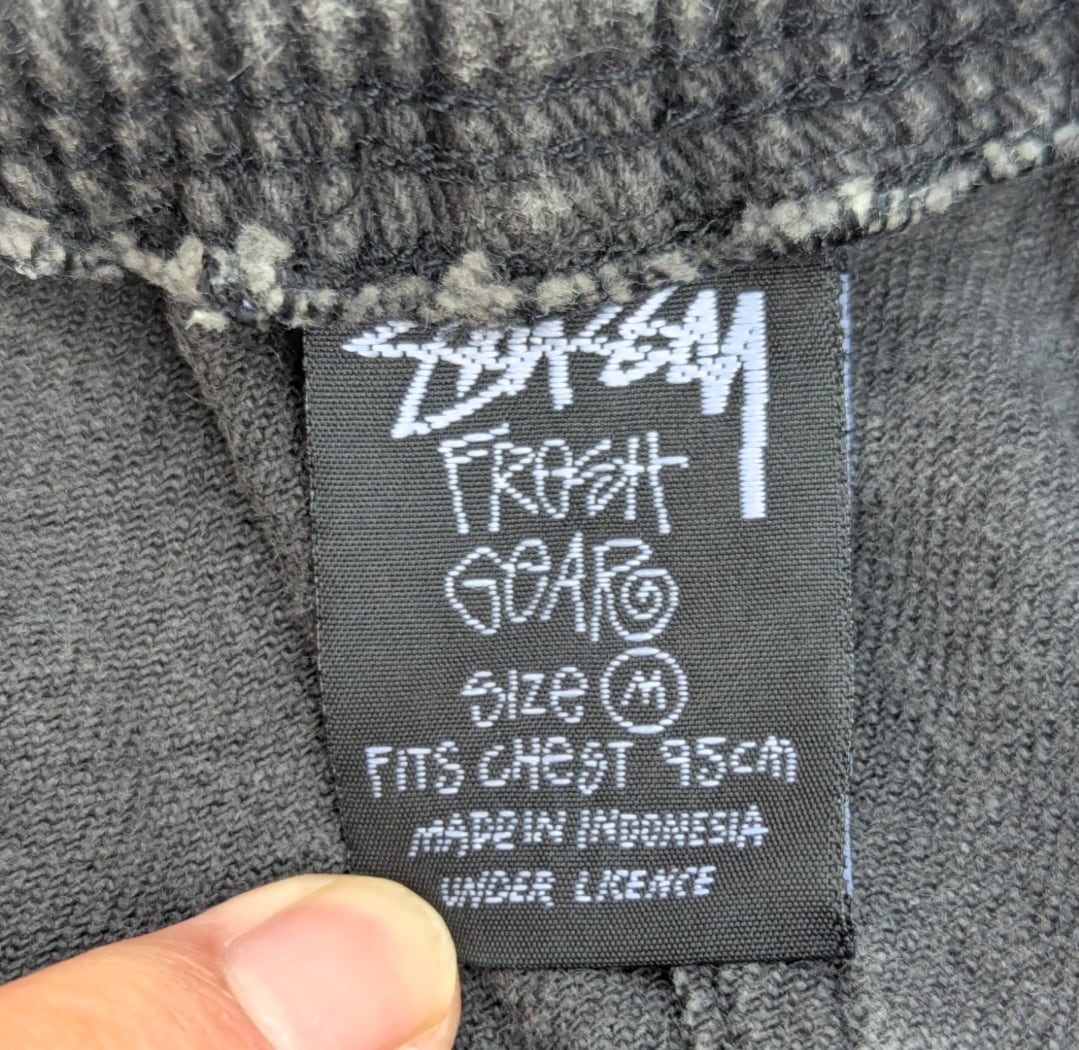 STUSSY
FRESH
GEAR
SIZE M
FITS CHEST 95CM
MADE IN INDONESIA
UNDER LICENCE